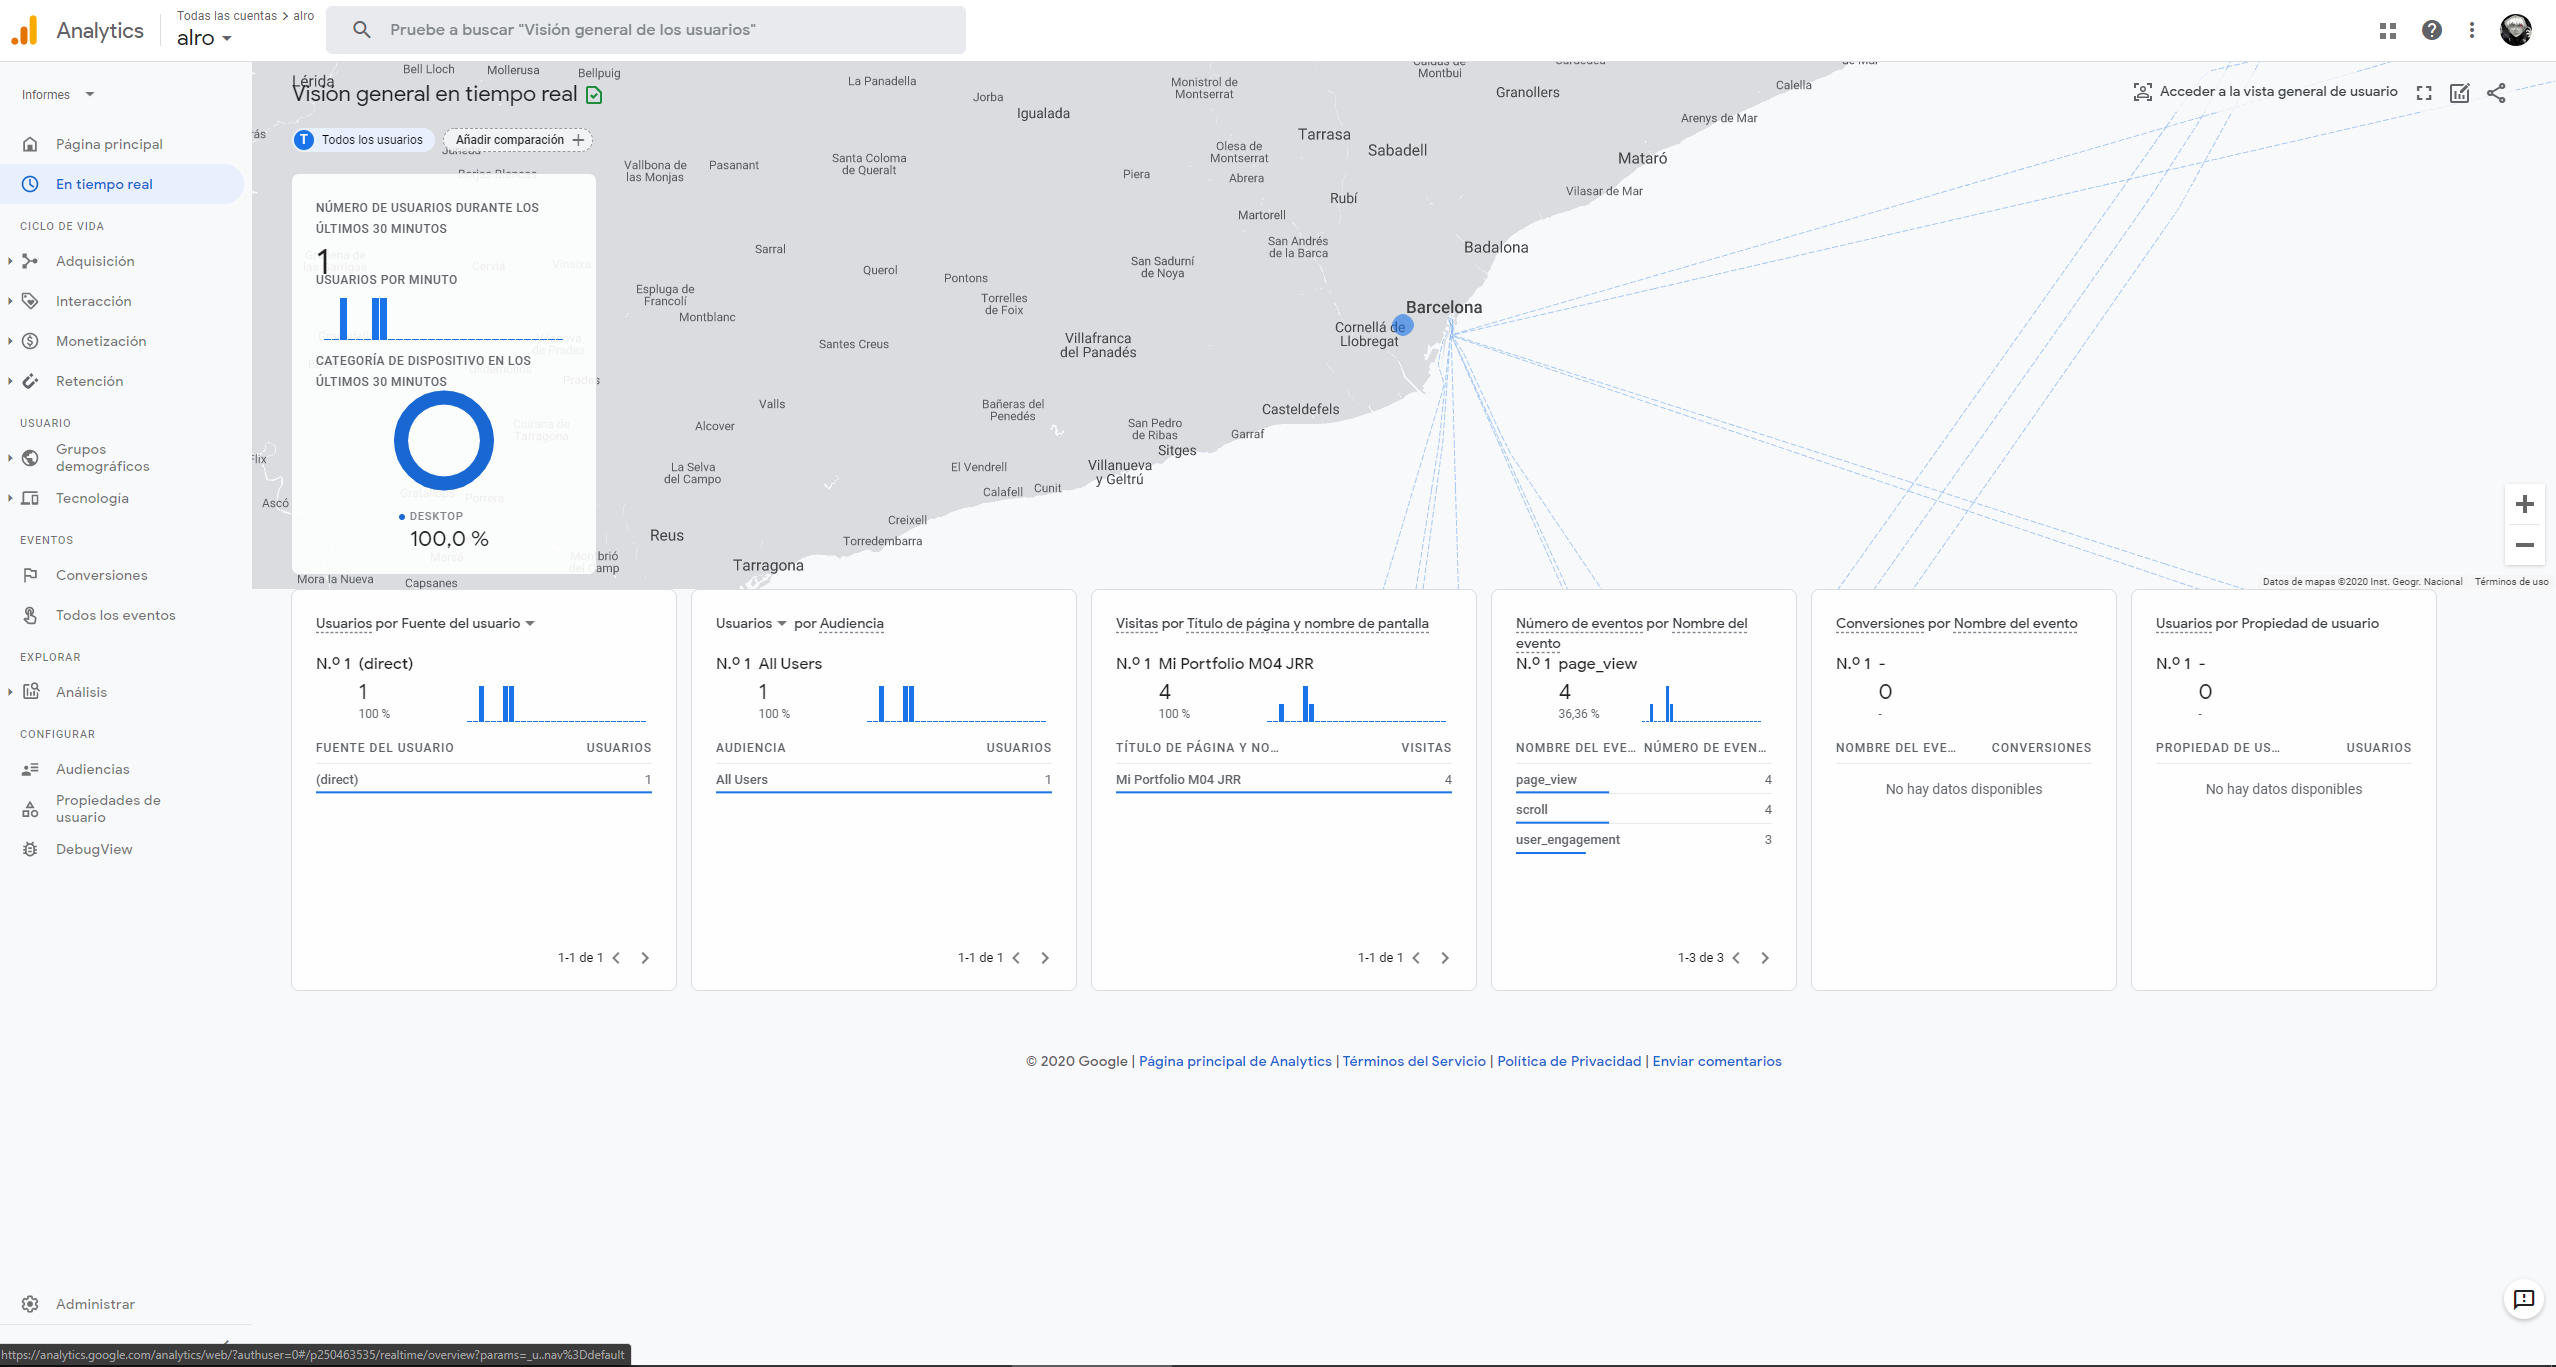 Analytics
Todas las cuentas > alro
alro
Pruebe a buscar "Visión general de los usuarios"
Informes
Página principal
En tiempo real
CICLO DE VIDA
Adquisición
Interacción
Monetización
Retención
USUARIO
Grupos
demográficos
Tecnología
EVENTOS
Conversiones
Todos los eventos
EXPLORAR
Análisis
CONFIGURAR
Audiencias
Propiedades de
usuario
DebugView
Administrar
https://analytics.google.com/analytics/web/?authuser=0#/p250463535/realtime/overview?params=_u..nav%3Ddefault
Lérida
Visión general en tiempo real
Acceder a la vista general de usuario
T Todos los usuarios
Añadir comparación
NÚMERO DE USUARIOS DURANTE LOS
ÚLTIMOS 30 MINUTOS
1
USUARIOS POR MINUTO
CATEGORÍA DE DISPOSITIVO EN LOS
ÚLTIMOS 30 MINUTOS
DESKTOP
100,0 %
Bell Lloch
Mollerusa
Bellpuig
La Panadella
Jorba
Igualada
Monistrol de
Montserrat
Montbui
Granollers
Calella
Arenys de Mar
Tarrasa
Sabadell
Mataró
Vallbona de
las Monjas
Pasanant
Santa Coloma
de Queralt
Olesa de
Montserrat
Piera
Abrera
Vilasar de Mar
Rubí
Martorell
Sarral
San Andrés
de la Barca
Badalona
Querol
Pontons
San Sadurní
de Noya
Espluga de
Francolí
Torrelles
de Foix
Barcelona
Montblanc
Cornellá de
Llobregat
Santes Creus
Villafranca
del Panadés
Valls
Bañeras del
Penedés
Casteldefels
Alcover
San Pedro
de Ribas
Garraf
Sitges
La Selva
del Campo
El Vendrell
Villanueva
y Geltrú
Calafell
Cunit
Flix
Ascó
Creixell
Reus
Torredembarra
Tarragona
Mora la Nueva
Capsanes
Datos de mapas ©2020 Inst. Geogr. Nacional
Términos de uso
Usuarios por Fuente del usuario
N.º 1 (direct)
1
100 %
FUENTE DEL USUARIO USUARIOS
(direct) 1
1-1 de 1
Usuarios por Audiencia
N.º 1 All Users
1
100 %
AUDIENCIA USUARIOS
All Users 1
1-1 de 1
Visitas por Título de página y nombre de pantalla
N.º 1 Mi Portfolio M04 JRR
4
100 %
TÍTULO DE PÁGINA Y NO... VISITAS
Mi Portfolio M04 JRR 4
1-1 de 1
Número de eventos por Nombre del
evento
N.º 1 page_view
4
36,36 %
NOMBRE DEL EVE... NÚMERO DE EVEN...
page_view 4
scroll 4
user_engagement 3
1-3 de 3
Conversiones por Nombre del evento
N.º 1 -
0
-
NOMBRE DEL EVE... CONVERSIONES
No hay datos disponibles
Usuarios por Propiedad de usuario
N.º 1 -
0
-
PROPIEDAD DE US... USUARIOS
No hay datos disponibles
© 2020 Google | Página principal de Analytics | Términos del Servicio | Política de Privacidad | Enviar comentarios